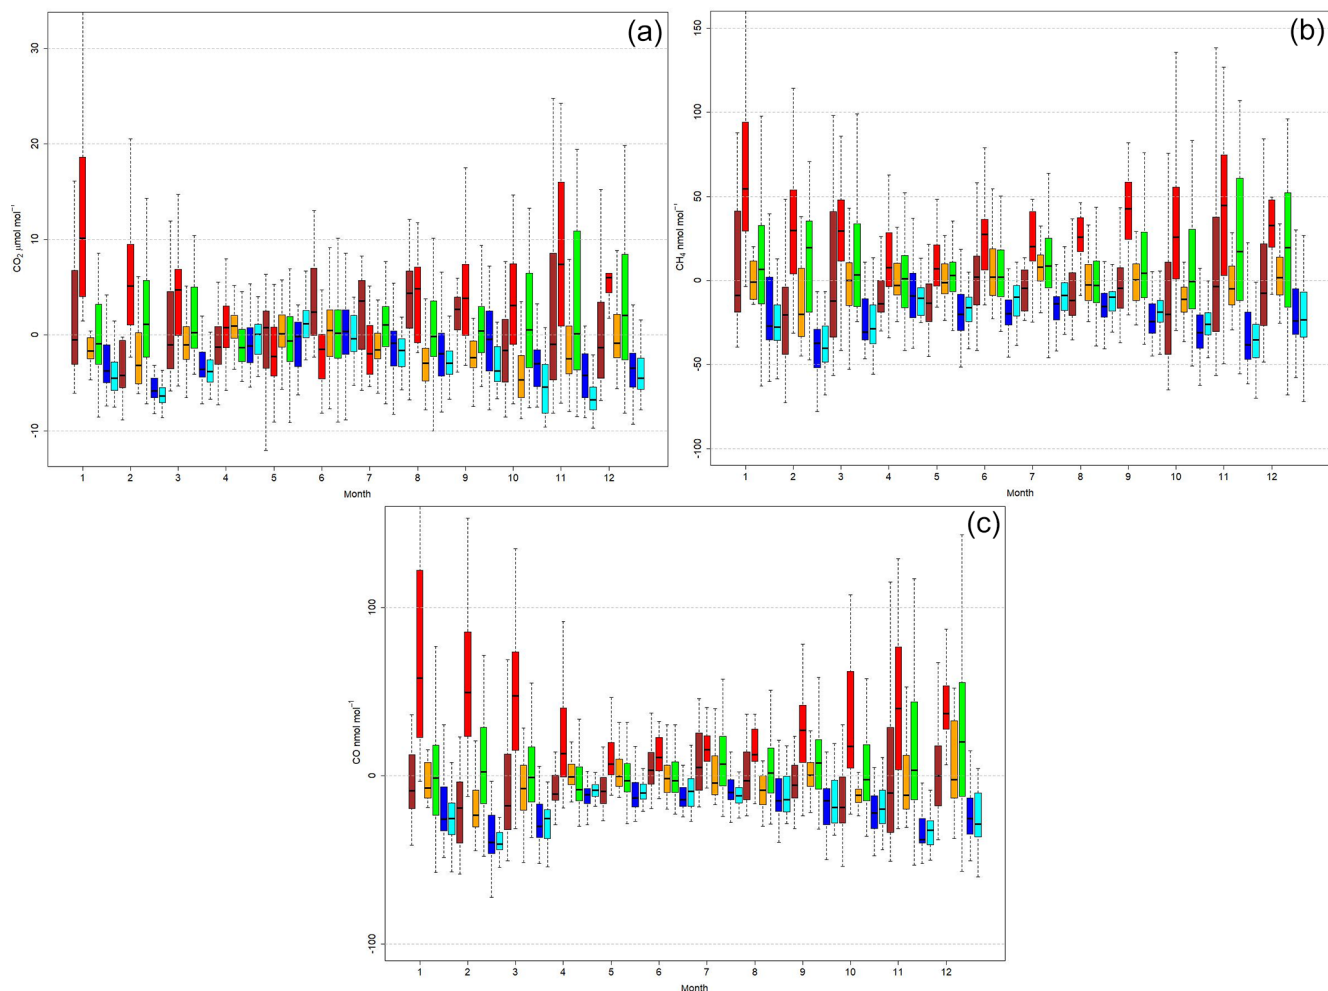 (a)
30
20
10
0
-10
CO₂ μmol mol⁻¹
1 2 3 4 5 6 7 8 9 10 11 12
Month
(b)
150
100
50
0
-50
-100
CH₄ nmol mol⁻¹
1 2 3 4 5 6 7 8 9 10 11 12
Month
(c)
100
0
-100
CO nmol mol⁻¹
1 2 3 4 5 6 7 8 9 10 11 12
Month